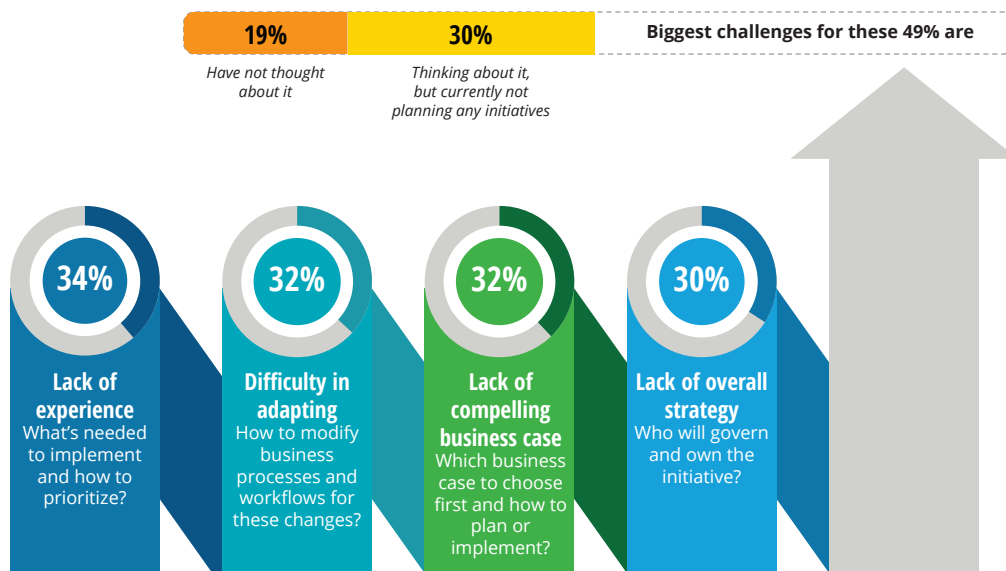 19%
30%
Biggest challenges for these 49% are
Have not thought
about it
Thinking about it,
but currently not
planning any initiatives
34%
Lack of
experience
What’s needed
to implement
and how to
prioritize?
32%
Difficulty in
adapting
How to modify
business
processes and
workflows for
these changes?
32%
Lack of
compelling
business case
Which business
case to choose
first and how to
plan or
implement?
30%
Lack of overall
strategy
Who will govern
and own the
initiative?